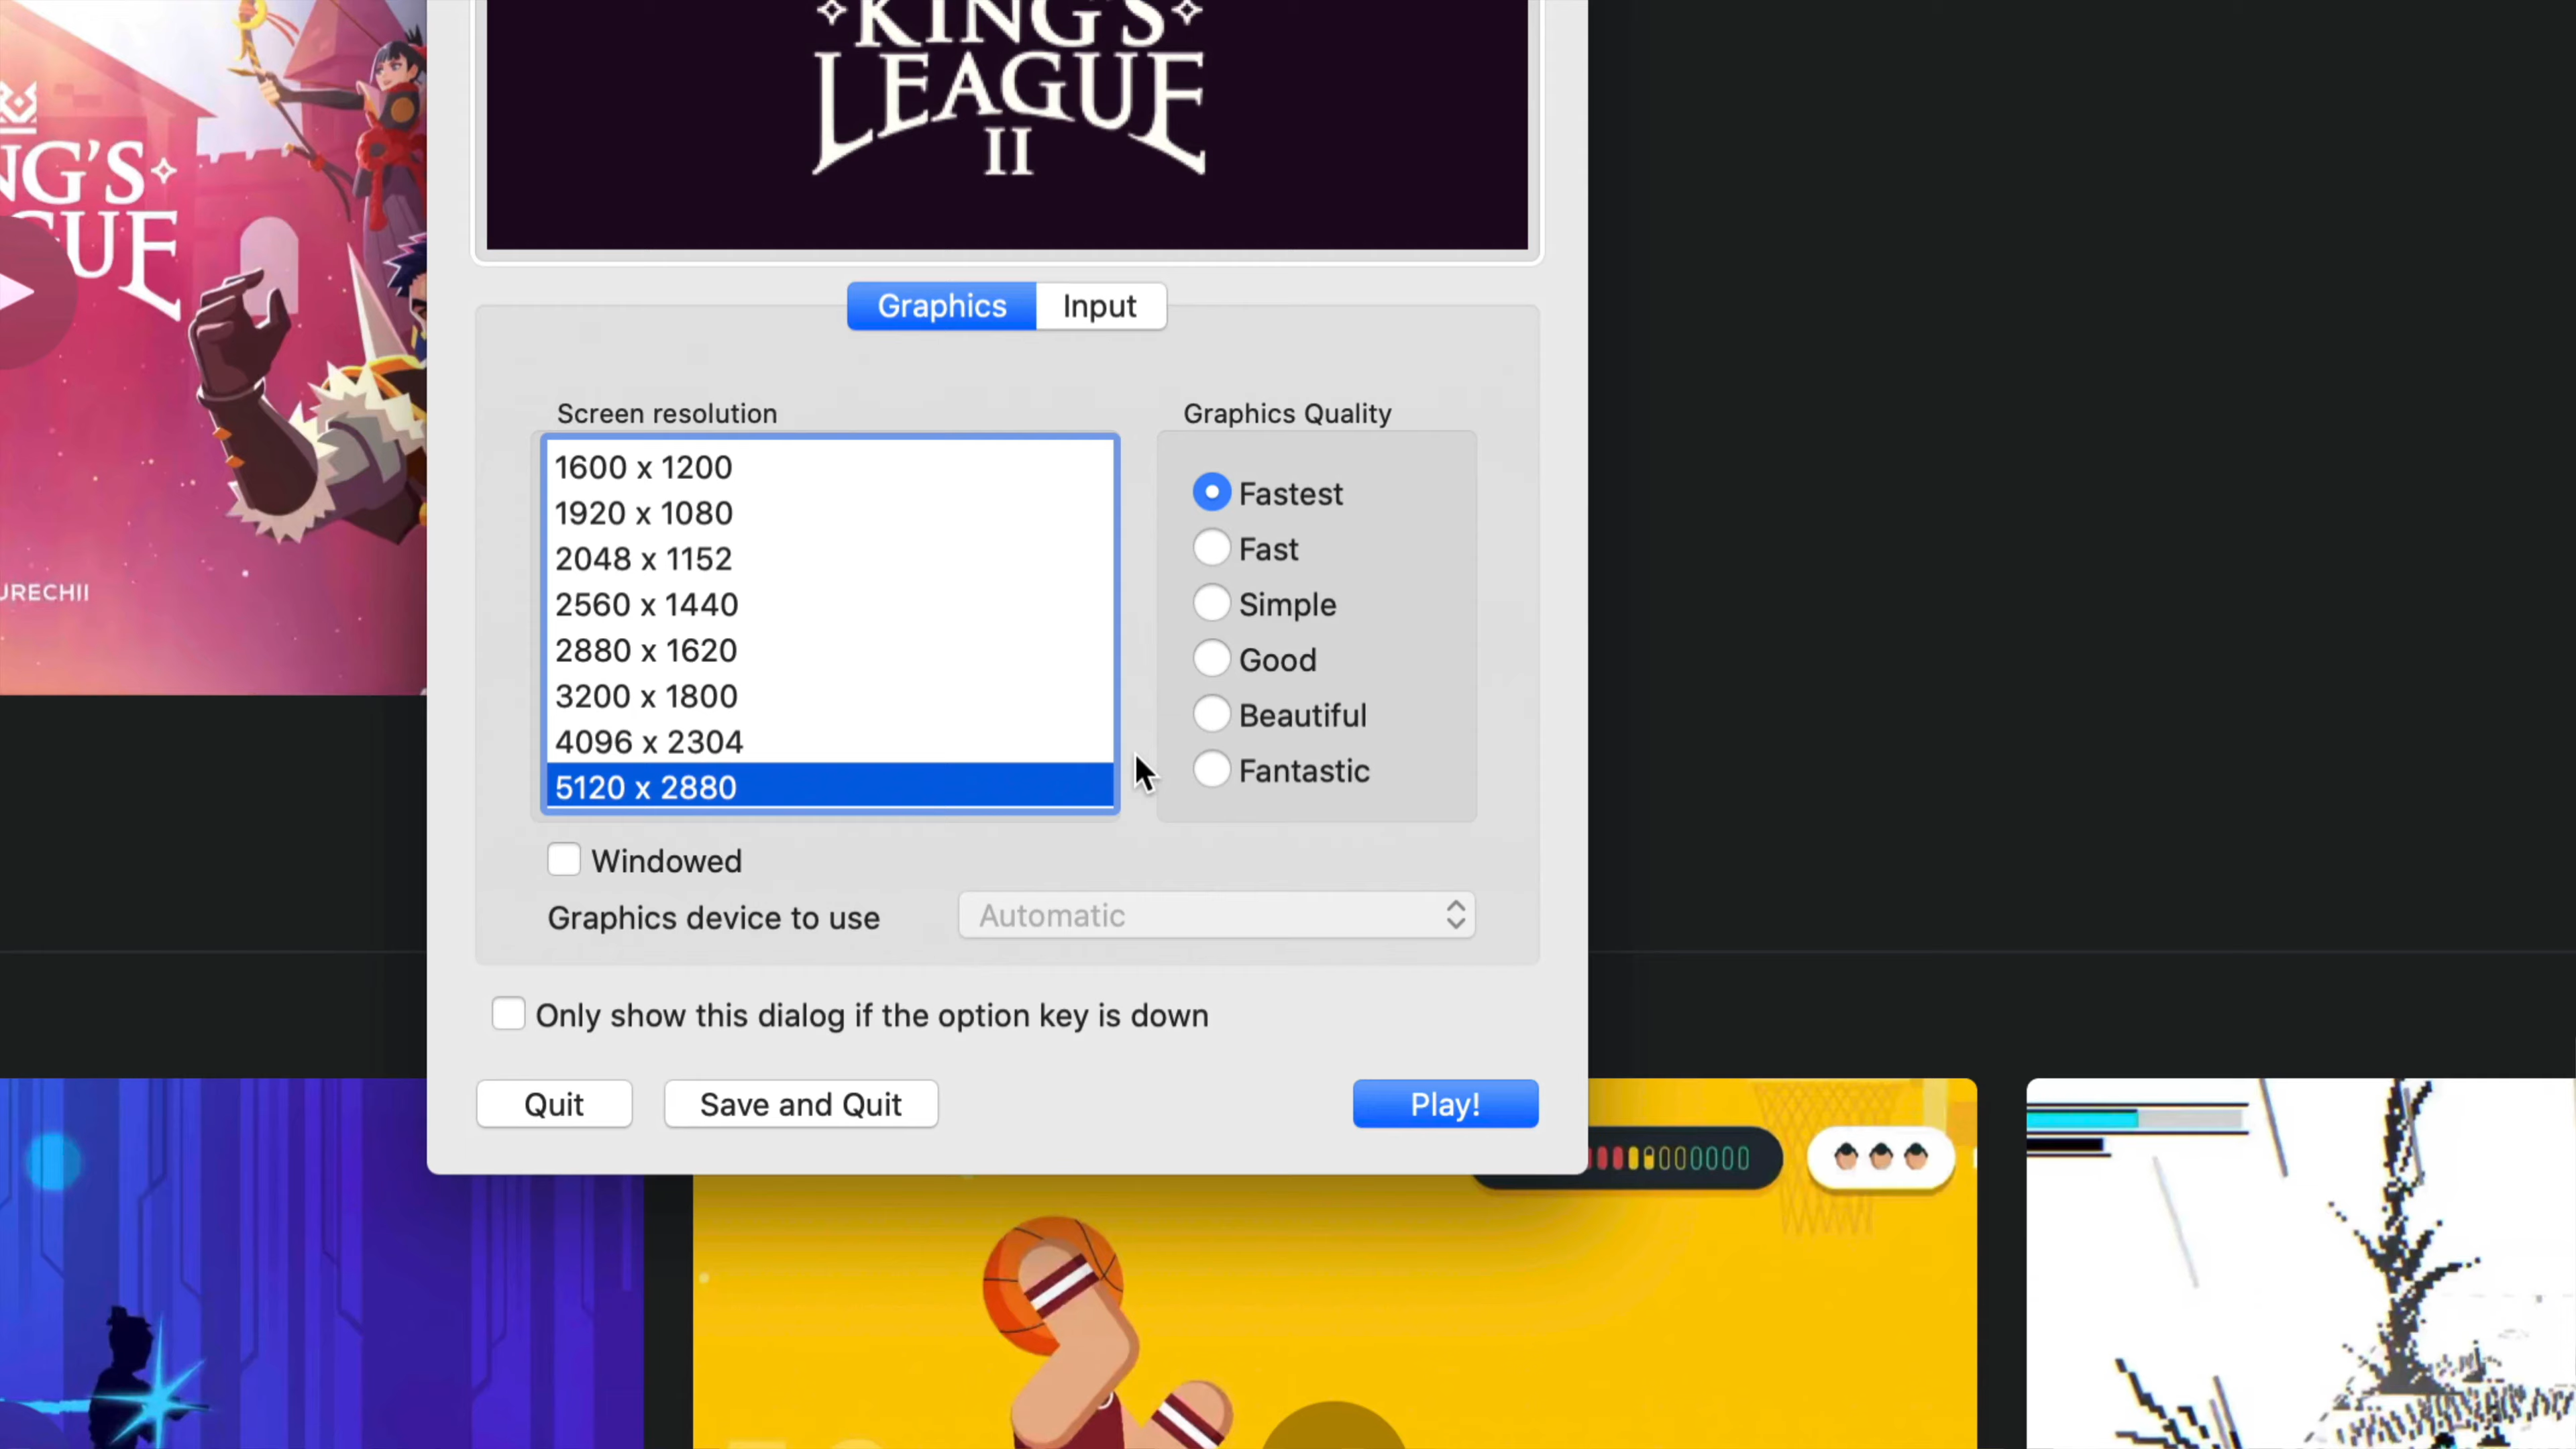 KING'S
LEAGUE
II
NG'S
GUE
URECHII
Graphics
Input
Screen resolution
1600 x 1200
1920 x 1080
2048 x 1152
2560 x 1440
2880 x 1620
3200 x 1800
4096 x 2304
5120 x 2880
Graphics Quality
Fastest
Fast
Simple
Good
Beautiful
Fantastic
Windowed
Graphics device to use
Automatic
Only show this dialog if the option key is down
Quit
Save and Quit
Play!